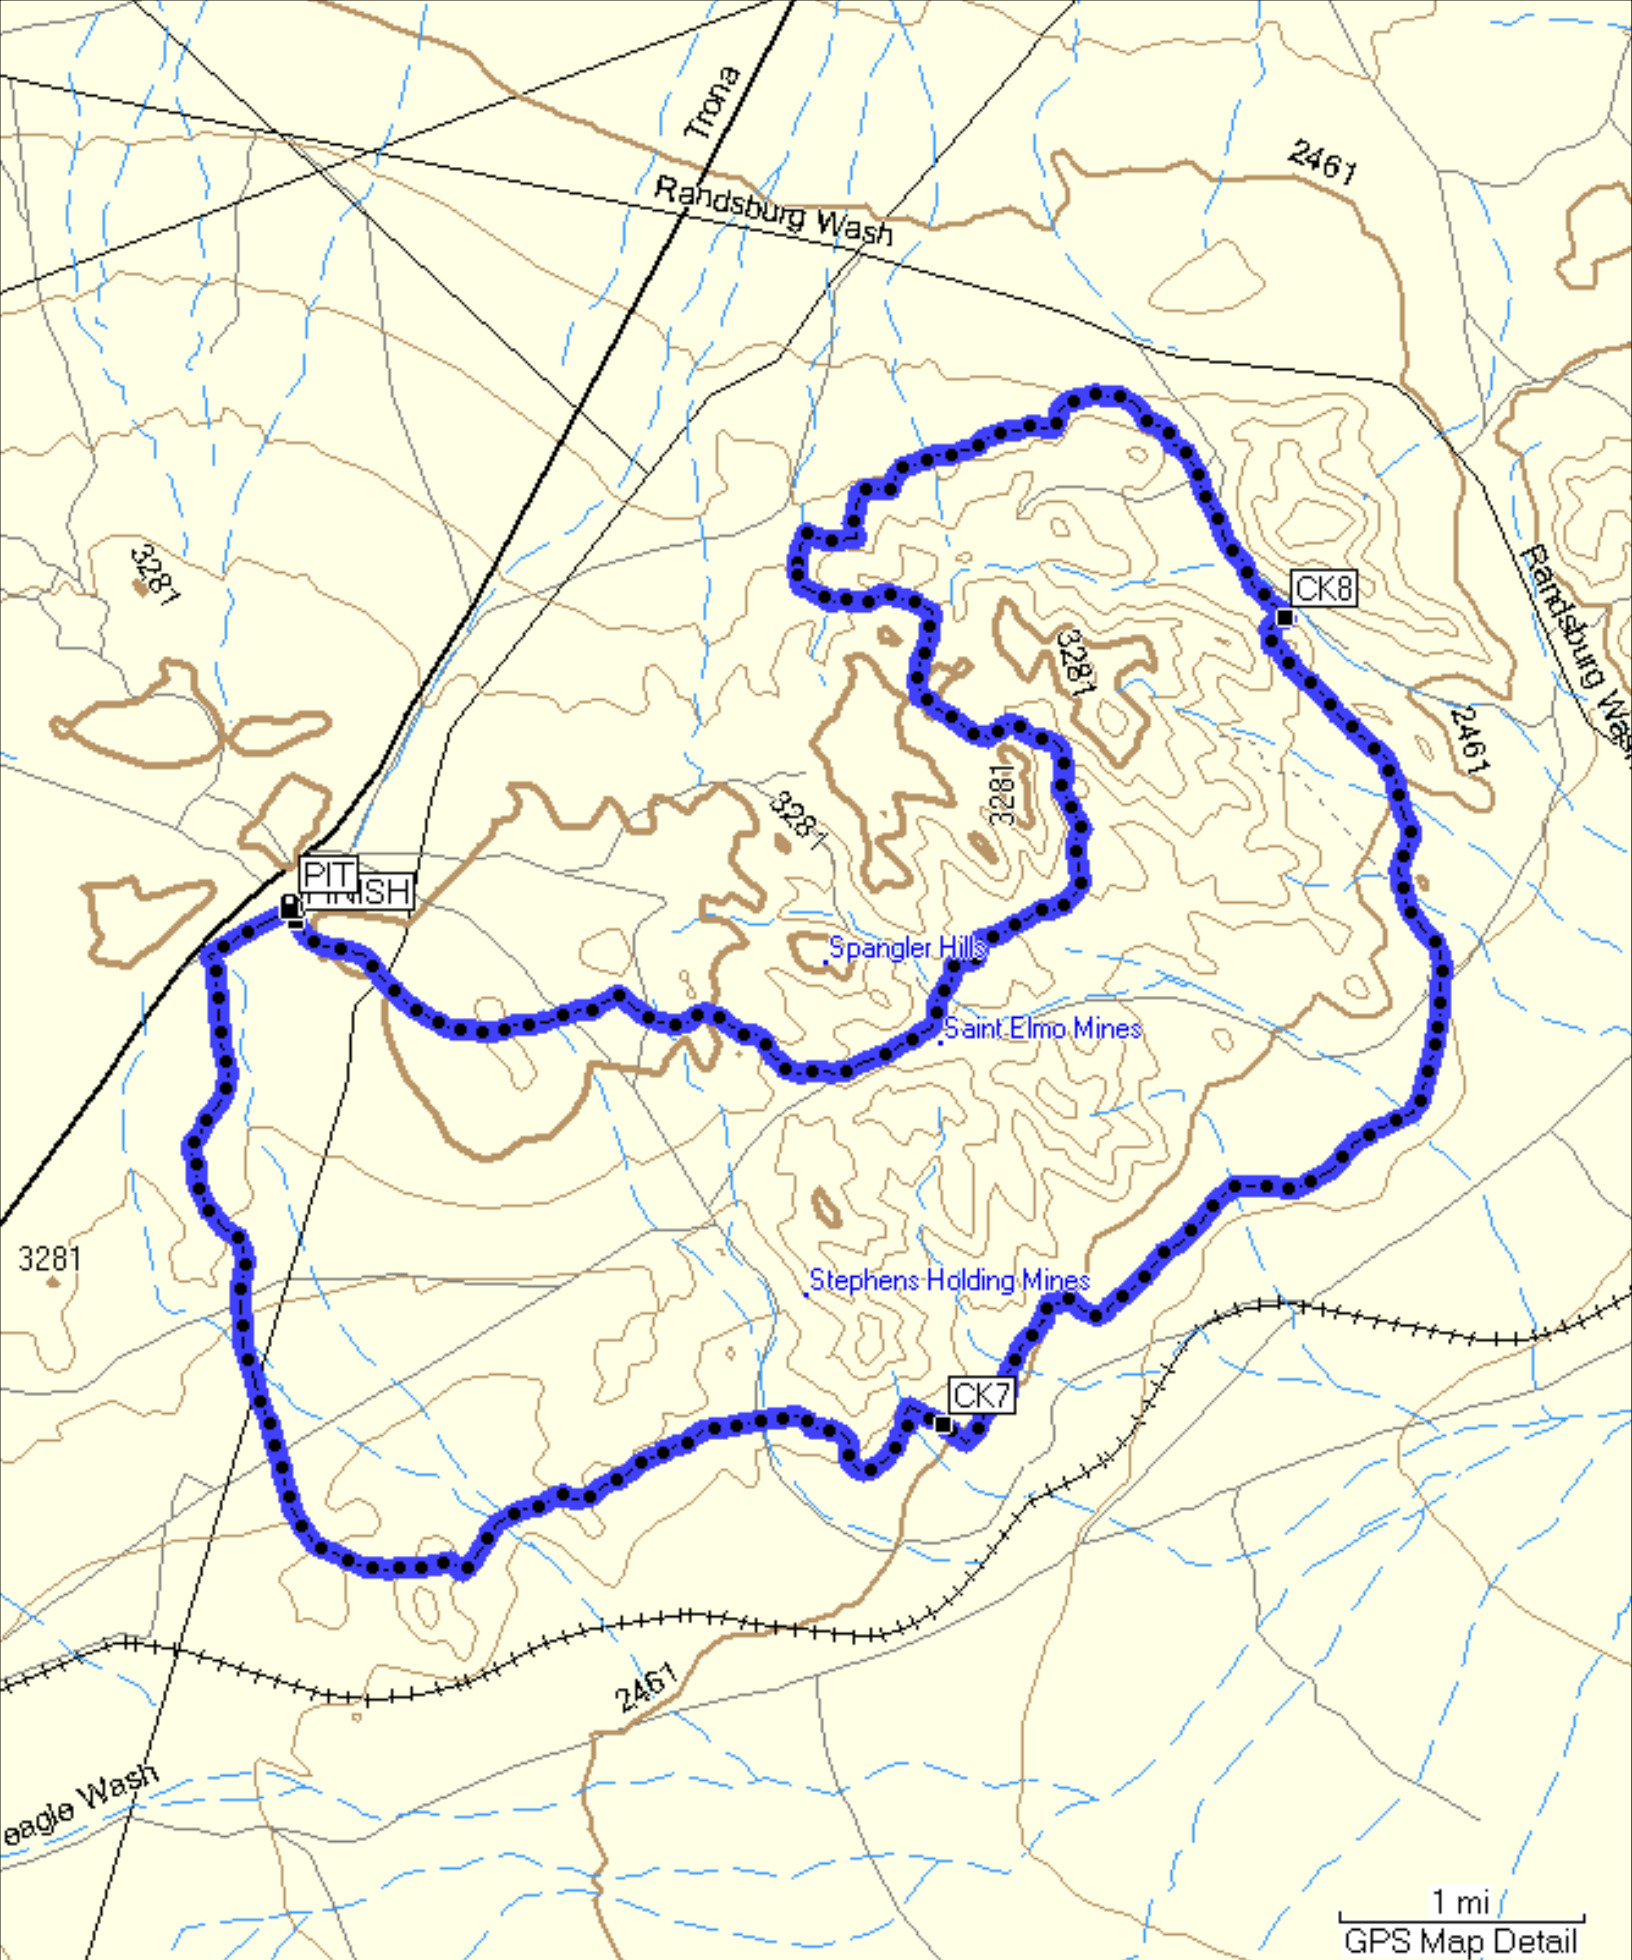 Trona
2461
Randsburg Wash
3281
CK8
Randsburg Wash
3281
2461
3281
3281
PIT
FINISH
Spangler Hills
Saint Elmo Mines
3281
Stephens Holding Mines
CK7
2461
eagle Wash
1 mi
GPS Map Detail